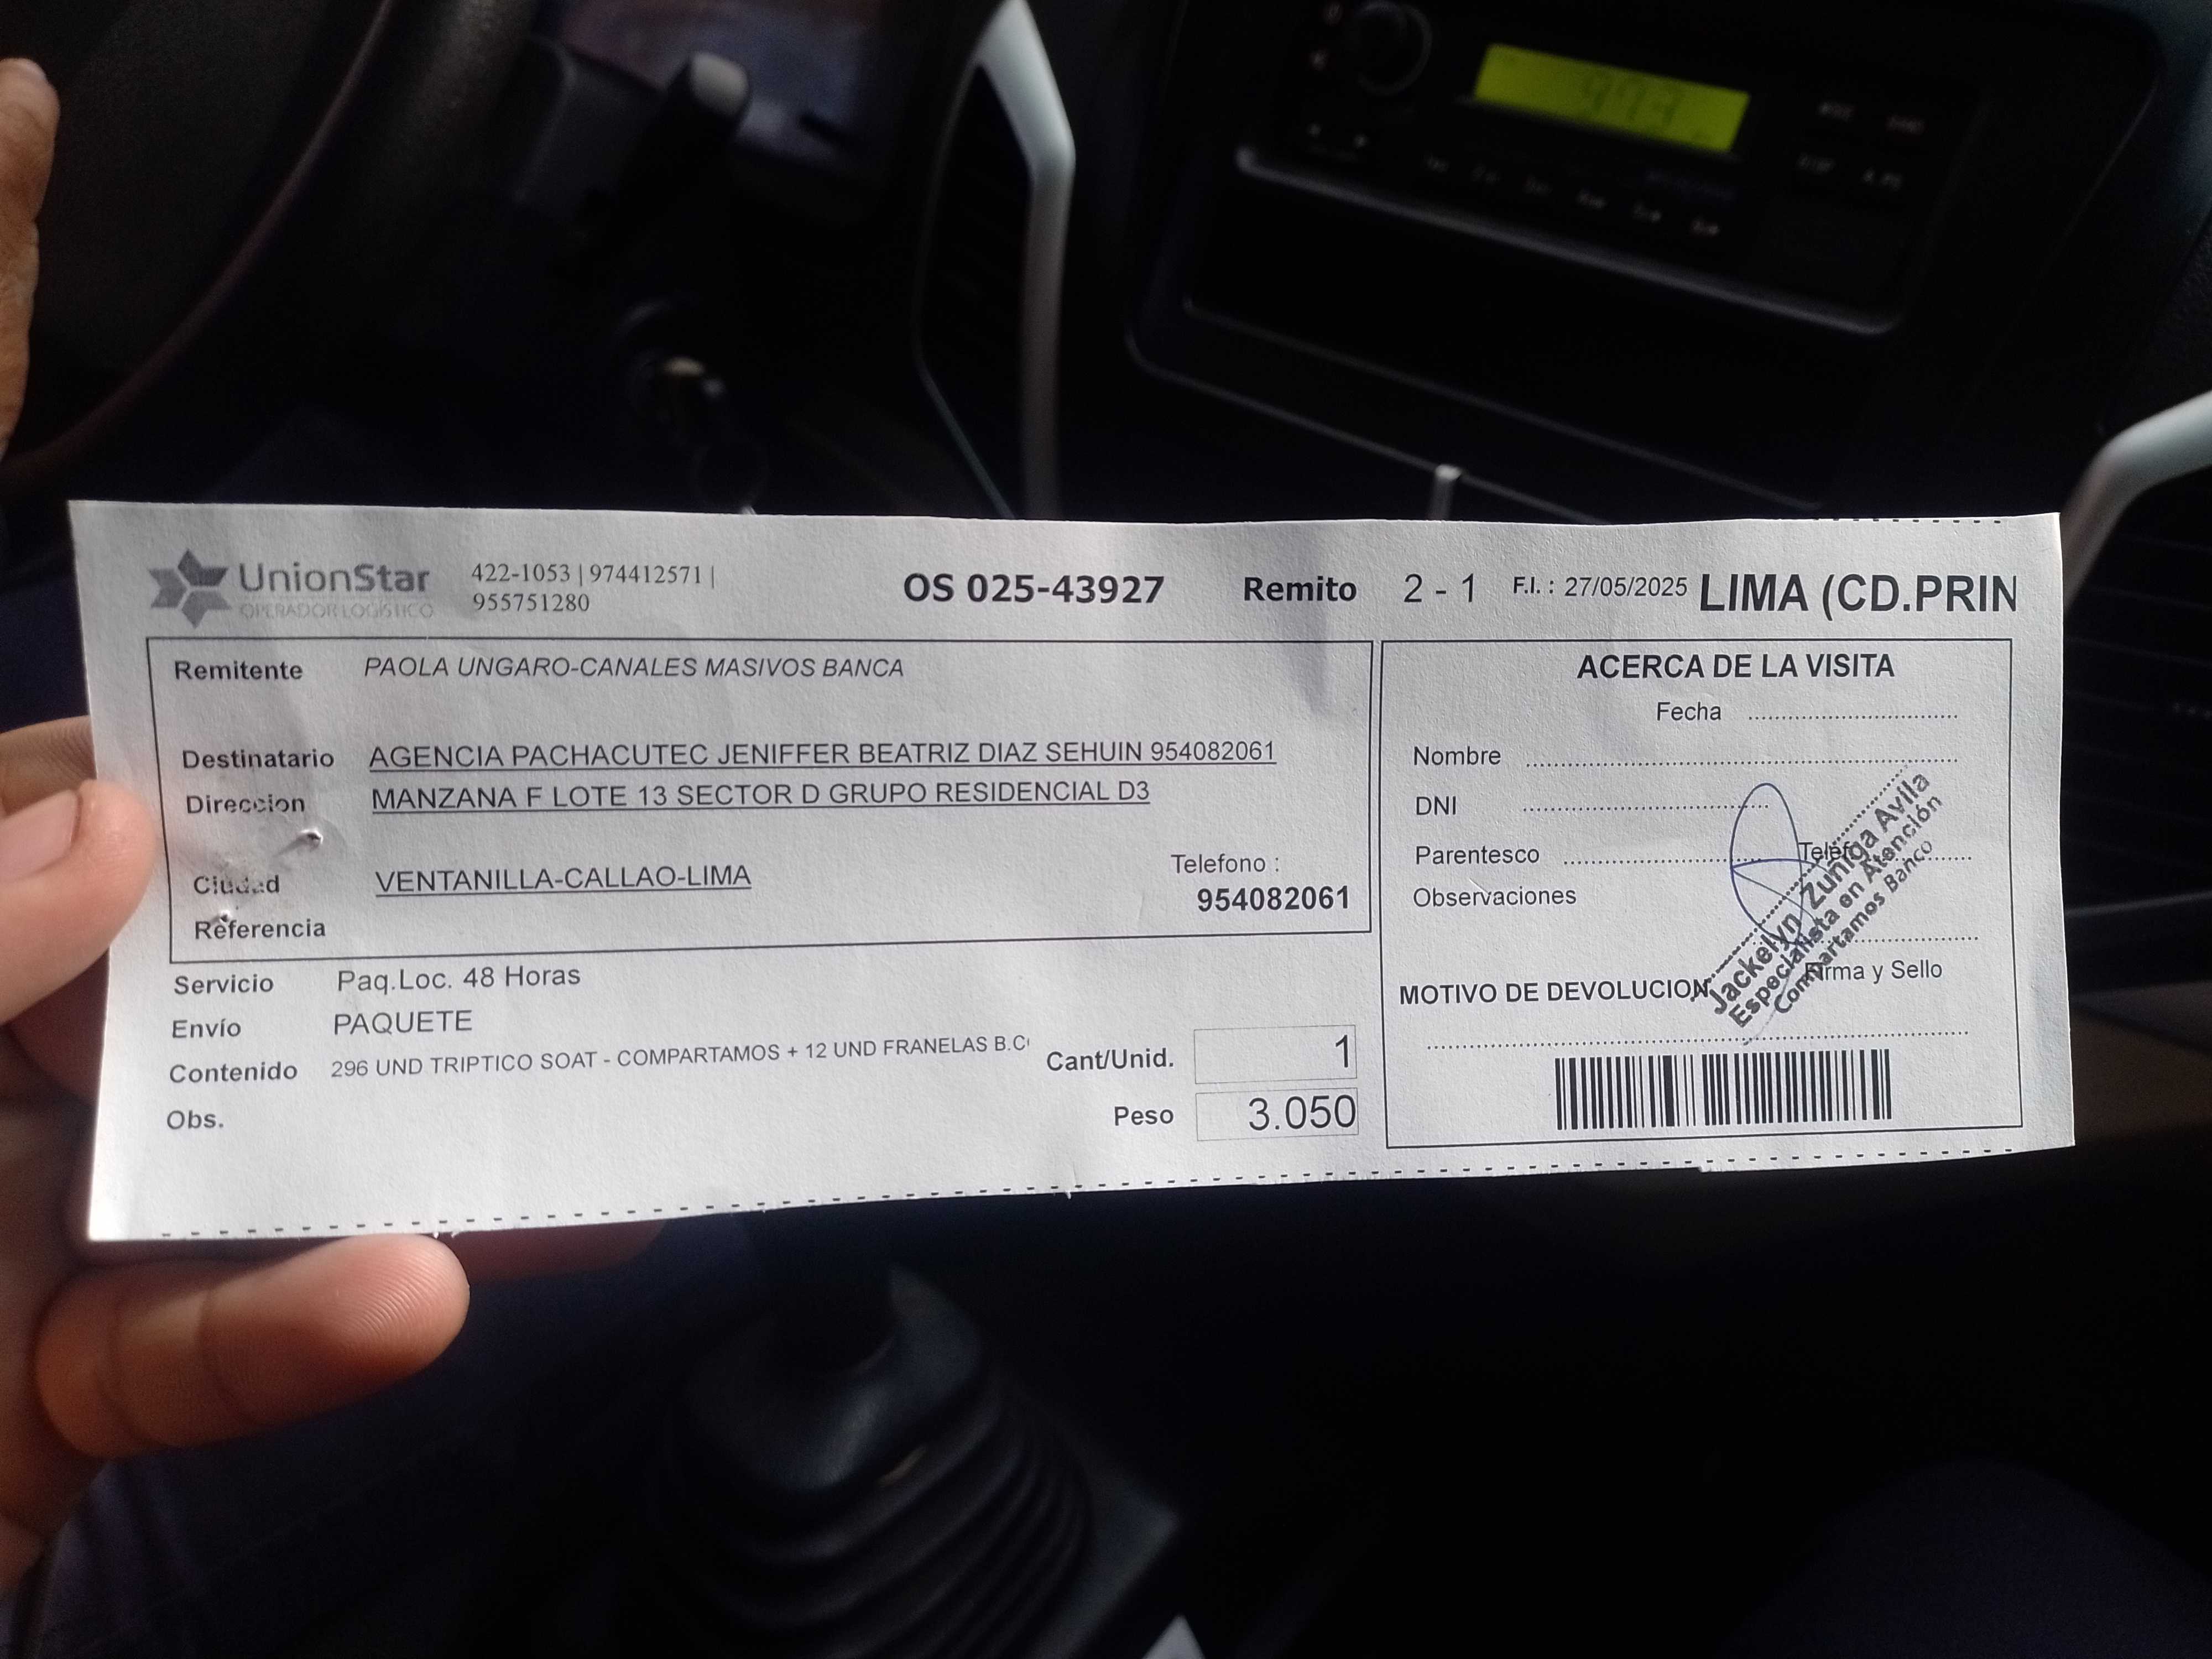 UnionStar
OPERADOR LOGÍSTICO
422-1053 | 974412571 |
955751280
OS 025-43927 Remito 2 - 1 F.I. : 27/05/2025 LIMA (CD.PRIN
Remitente PAOLA UNGARO-CANALES MASIVOS BANCA
Destinatario AGENCIA PACHACUTEC JENIFFER BEATRIZ DIAZ SEHUIN 954082061
Direccion MANZANA F LOTE 13 SECTOR D GRUPO RESIDENCIAL D3
Ciudad VENTANILLA-CALLAO-LIMA
Telefono :
954082061
Referencia
Servicio Paq.Loc. 48 Horas
Envío PAQUETE
Contenido 296 UND TRIPTICO SOAT - COMPARTAMOS + 12 UND FRANELAS B.C
Cant/Unid. 1
Obs.
Peso 3.050
ACERCA DE LA VISITA
Fecha
Nombre
DNI
Parentesco Teléf
Observaciones
Jackelyn Zuñiga Avila
Especialista en Atención
Compartamos Banco
Firma y Sello
MOTIVO DE DEVOLUCION